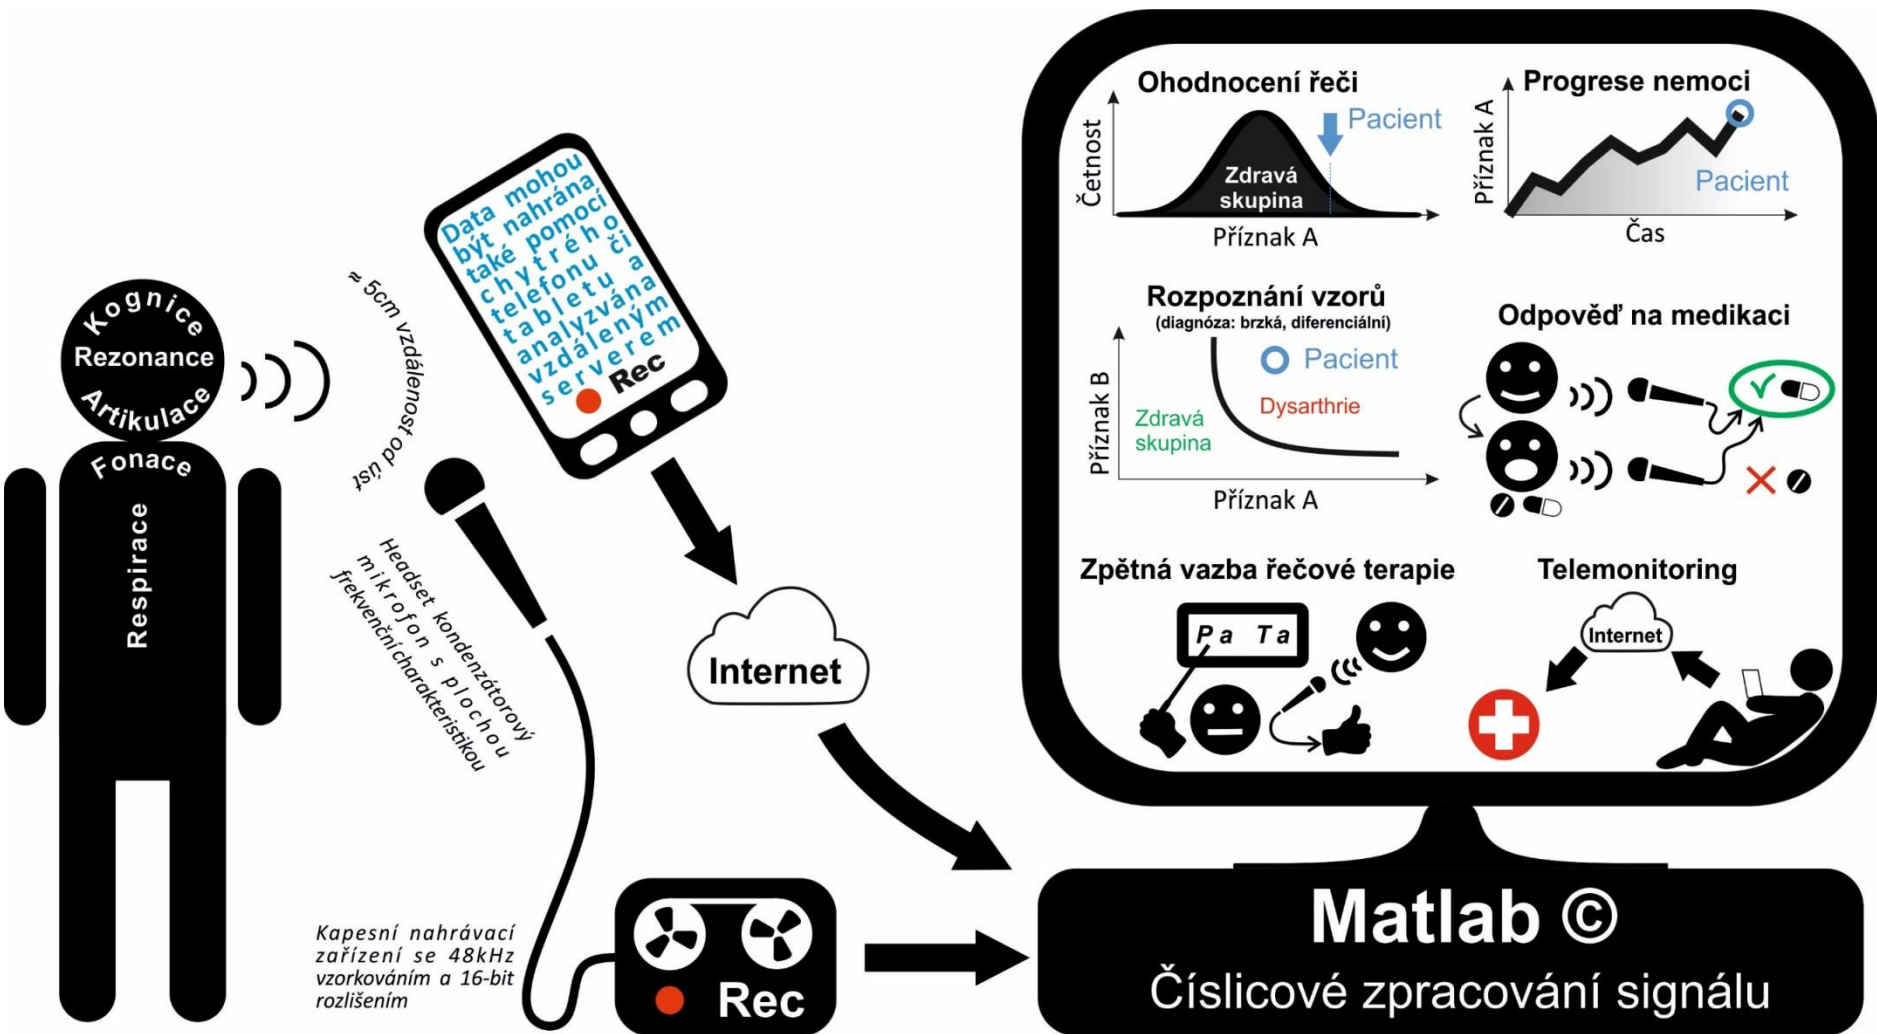 Kognice
Rezonance
Artikulace
Fonace
Respirace
≈ 5cm vzdálenost od úst
Data mohou
být nahrána
také pomocí
chytrého
telefonu či
tabletu a
analyzvána
vzdáleným
serverem
Rec
Headset kondenzátorový
mikrofon s plochou
frekvenční charakteristikou
Internet
Kapesní nahrávací
zařízení se 48kHz
vzorkováním a 16-bit
rozlišením
Rec
Ohodnocení řeči
Četnost
Pacient
Zdravá
skupina
Příznak A
Progrese nemoci
Příznak A
Pacient
Čas
Rozpoznání vzorů
(diagnóza: brzká, diferenciální)
Příznak B
Pacient
Dysarthrie
Zdravá
skupina
Příznak A
Odpověď na medikaci
Zpětná vazba řečové terapie
Pa Ta
Telemonitoring
Internet
Matlab ©
Číslicové zpracování signálu